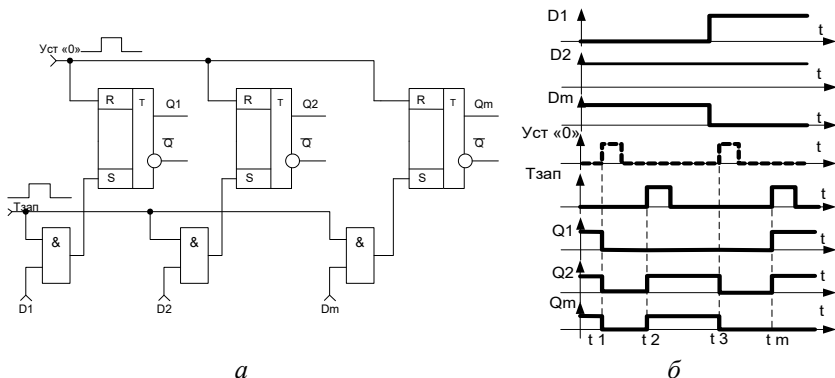 Уст «0»
R T Q1
Q̅
S
R T Q2
Q̅
S
R T Qm
Q̅
S
Tзап
&
&
&
D1
D2
Dm
а
D1
t
D2
t
Dm
t
Уст «0»
t
Tзап
t
Q1
t
Q2
t
Qm
t
t 1 t 2 t 3 t m
б